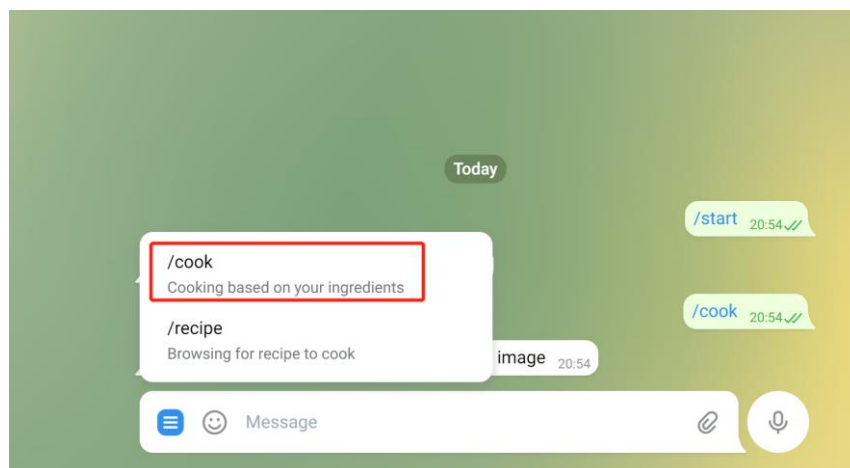 Today
/start 20:54
/cook
Cooking based on your ingredients
/cook 20:54
/recipe
Browsing for recipe to cook
image 20:54
Message